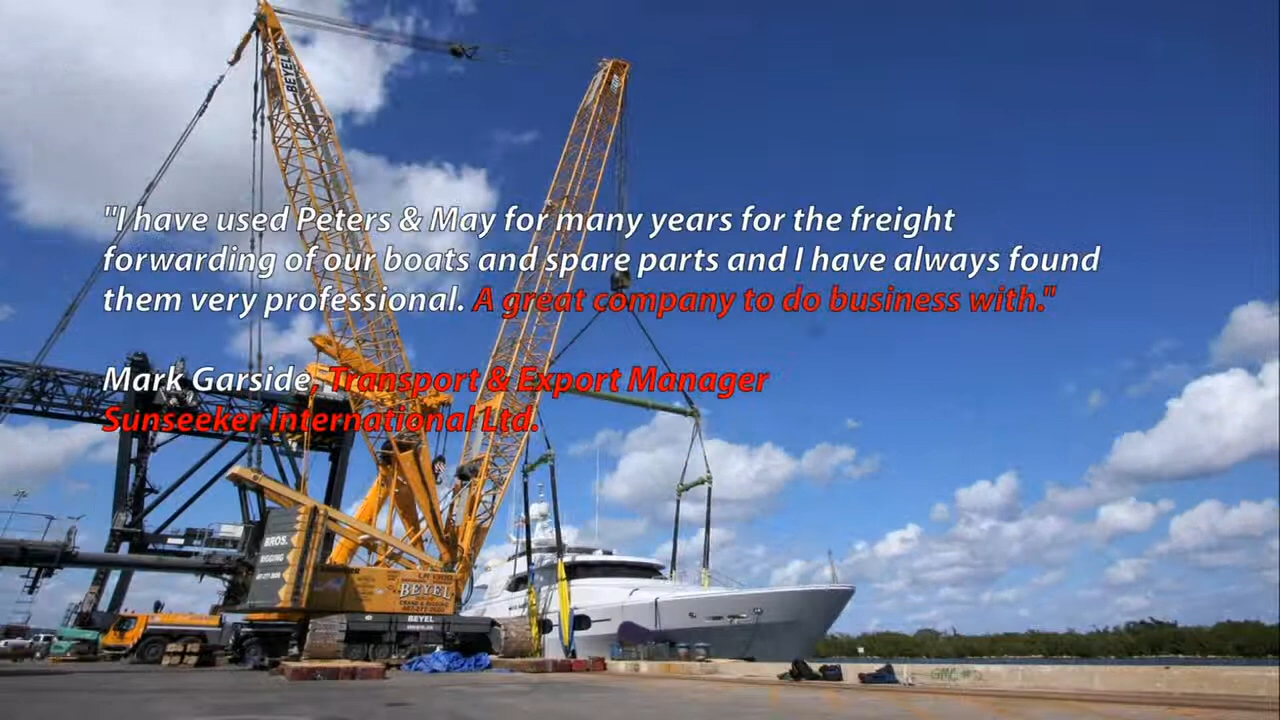 "I have used Peters & May for many years for the freight
forwarding of our boats and spare parts and I have always found
them very professional. A great company to do business with."
Mark Garside, Transport & Export Manager
Sunseeker International Ltd.
BEYEL
BROS.
RIGGING
BEYEL
BEYEL